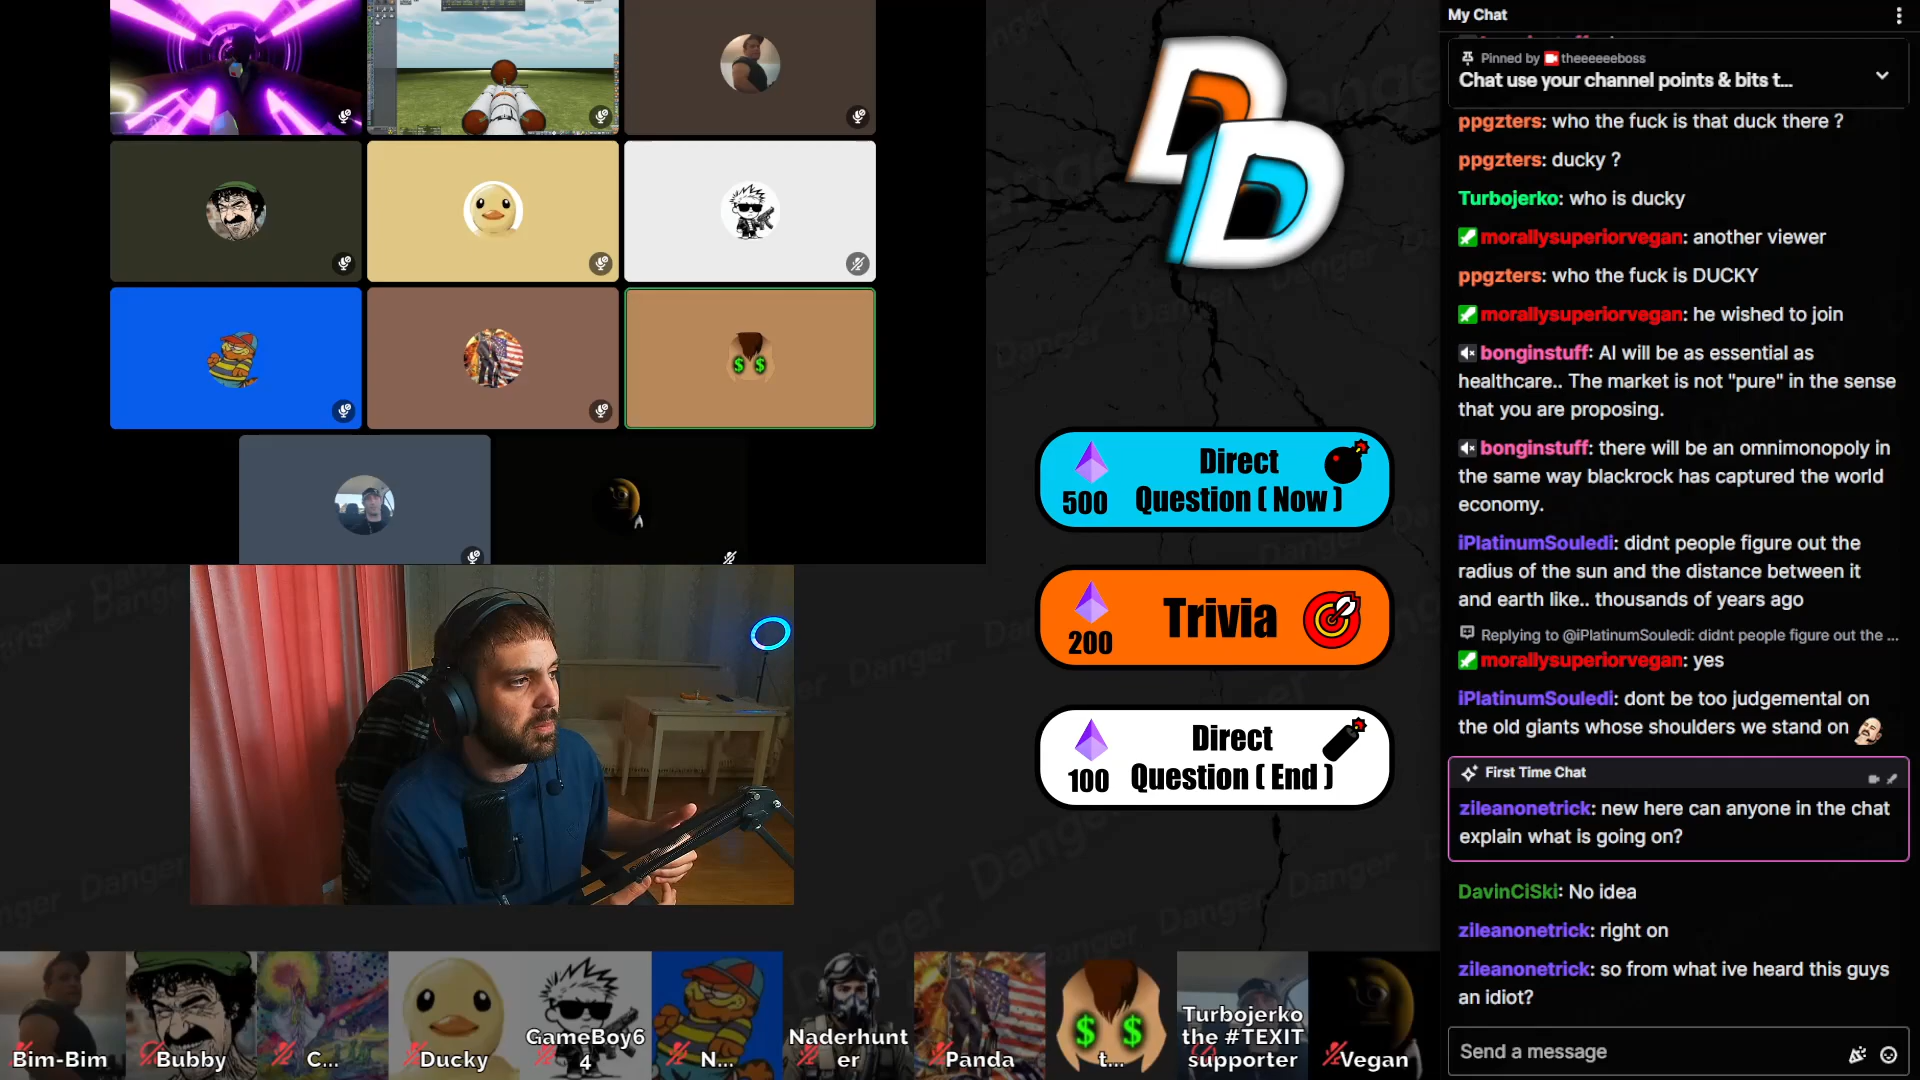 My Chat
Pinned by theeeeeeboss
Chat use your channel points & bits t...
ppgzters: who the fuck is that duck there ?
ppgzters: ducky ?
Turbojerko: who is ducky
morallysuperiorvegan: another viewer
ppgzters: who the fuck is DUCKY
morallysuperiorvegan: he wished to join
bonginstuff: AI will be as essential as
healthcare.. The market is not "pure" in the sense
that you are proposing.
bonginstuff: there will be an omnimonopoly in
the same way blackrock has captured the world
economy.
iPlatinumSouledi: didnt people figure out the
radius of the sun and the distance between it
and earth like.. thousands of years ago
Replying to @iPlatinumSouledi: didnt people figure out the ...
morallysuperiorvegan: yes
iPlatinumSouledi: dont be too judgemental on
the old giants whose shoulders we stand on
First Time Chat
zileanonetrick: new here can anyone in the chat
explain what is going on?
DavinCiSki: No idea
zileanonetrick: right on
zileanonetrick: so from what ive heard this guys
an idiot?
Send a message
DD
500 Direct
Question ( Now )
200 Trivia
100 Direct
Question ( End )
Danger
$ $
Bim-Bim
Bubby
C...
Ducky
GameBoy6
4
N...
Naderhunt
er
Panda
$ $
t...
Turbojerko
the #TEXIT
supporter
Vegan